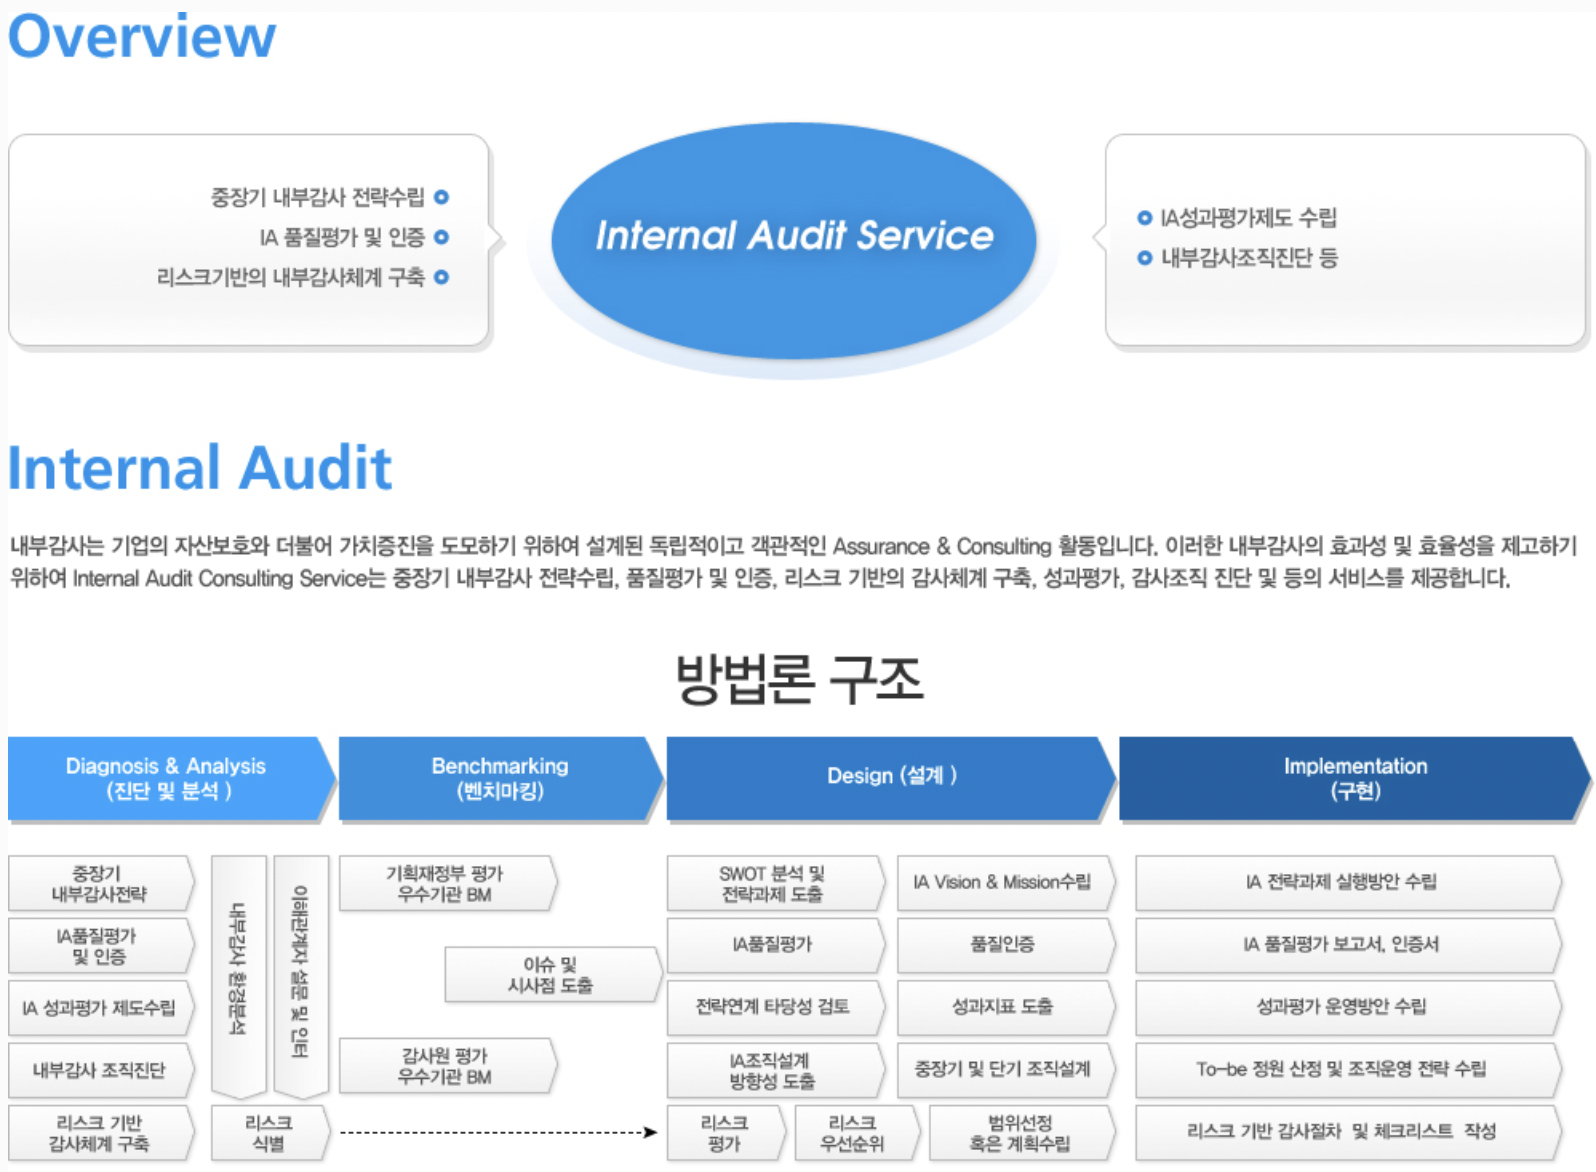 Overview
중장기 내부감사 전략수립
IA 품질평가 및 인증
리스크기반의 내부감사체계 구축
Internal Audit Service
IA성과평가제도 수립
내부감사조직진단 등
Internal Audit
내부감사는 기업의 자산보호와 더불어 가치증진을 도모하기 위하여 설계된 독립적이고 객관적인 Assurance & Consulting 활동입니다. 이러한 내부감사의 효과성 및 효율성을 제고하기
위하여 Internal Audit Consulting Service는 중장기 내부감사 전략수립, 품질평가 및 인증, 리스크 기반의 감사체계 구축, 성과평가, 감사조직 진단 및 등의 서비스를 제공합니다.
방법론 구조
Diagnosis & Analysis
(진단 및 분석 )
Benchmarking
(벤치마킹)
Design (설계 )
Implementation
(구현)
중장기
내부감사전략
IA품질평가
및 인증
IA 성과평가 제도수립
내부감사 조직진단
리스크 기반
감사체계 구축
내부감사 환경분석
이해관계자 설문 및 인터
리스크
식별
기획재정부 평가
우수기관 BM
이슈 및
시사점 도출
감사원 평가
우수기관 BM
SWOT 분석 및
전략과제 도출
IA Vision & Mission수립
IA품질평가
품질인증
전략연계 타당성 검토
성과지표 도출
IA조직설계
방향성 도출
중장기 및 단기 조직설계
리스크
평가
리스크
우선순위
범위선정
혹은 계획수립
IA 전략과제 실행방안 수립
IA 품질평가 보고서, 인증서
성과평가 운영방안 수립
To-be 정원 산정 및 조직운영 전략 수립
리스크 기반 감사절차 및 체크리스트 작성